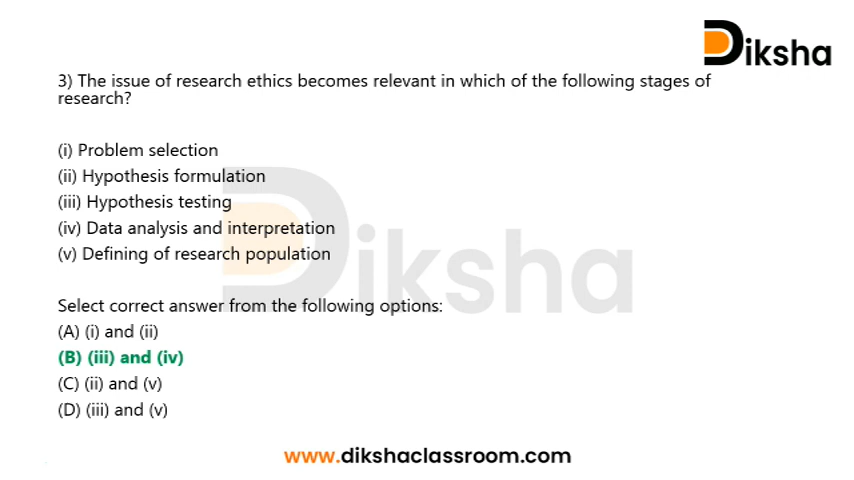 Diksha
3) The issue of research ethics becomes relevant in which of the following stages of
research?
(i) Problem selection
(ii) Hypothesis formulation
(iii) Hypothesis testing
(iv) Data analysis and interpretation
(v) Defining of research population
Diksha
Select correct answer from the following options:
(A) (i) and (ii)
(B) (iii) and (iv)
(C) (ii) and (v)
(D) (iii) and (v)
www.dikshaclassroom.com